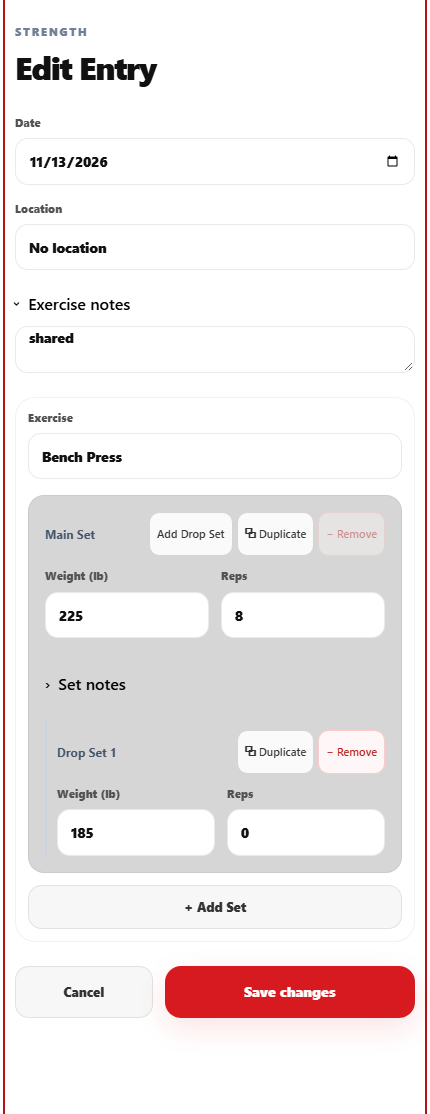 STRENGTH
Edit Entry
Date
11/13/2026
Location
No location
Exercise notes
shared
Exercise
Bench Press
Main Set Add Drop Set Duplicate − Remove
Weight (lb) Reps
225 8
Set notes
Drop Set 1 Duplicate − Remove
Weight (lb) Reps
185 0
+ Add Set
Cancel Save changes